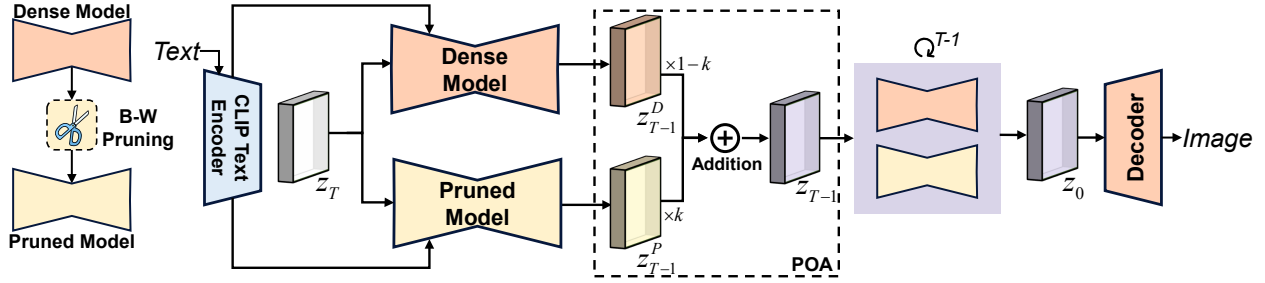 Dense Model
B-W
Pruning
Pruned Model
Text
CLIP Text
Encoder
z_T
Dense
Model
Pruned
Model
z^D_{T-1}
×1-k
z^P_{T-1}
×k
Addition
z_{T-1}
POA
T-1
z_0
Decoder
Image